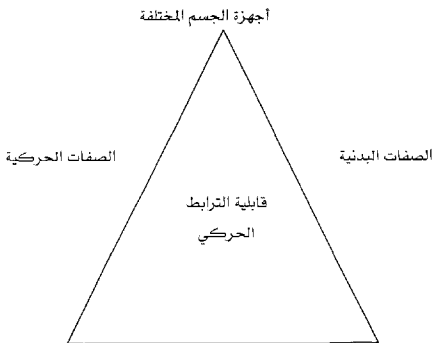 أجهزة الجسم المختلفة
الصفات البدنية
الصفات الحركية
قابلية الترابط
الحركي